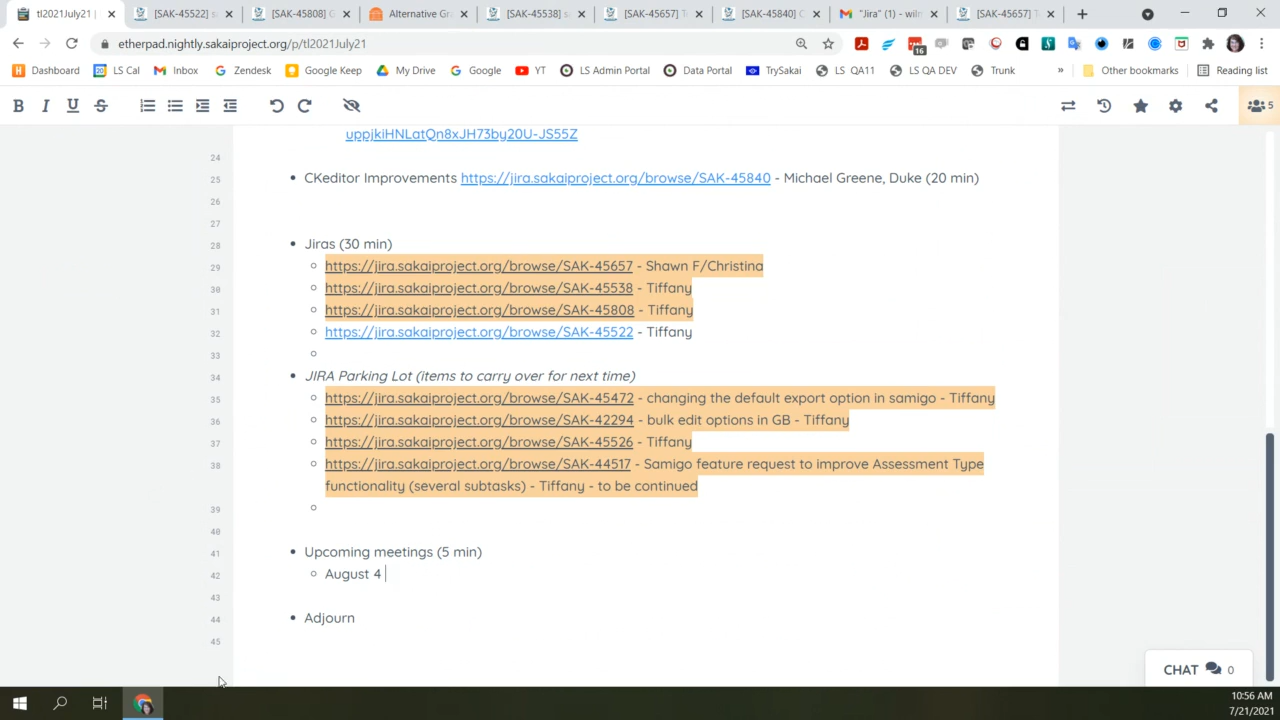 tl2021July21 |
[SAK-45522] s
[SAK-45808] G
Alternative Gra
[SAK-45538] s
[SAK-45657] T
[SAK-45840] C
"Jira" (1) - wilm
[SAK-45657] T
etherpad.nightly.sakaiproject.org/p/tl2021July21
16
Dashboard
LS Cal
Inbox
Zendesk
Google Keep
My Drive
Google
YT
LS Admin Portal
Data Portal
TrySakai
LS QA11
LS QA DEV
Trunk
»
Other bookmarks
Reading list
B I U S
5
uppjkiHNLatQn8xJH73by20U-JS55Z
24
25 • CKeditor Improvements https://jira.sakaiproject.org/browse/SAK-45840 - Michael Greene, Duke (20 min)
26
27
28 • Jiras (30 min)
29 https://jira.sakaiproject.org/browse/SAK-45657 - Shawn F/Christina
30 https://jira.sakaiproject.org/browse/SAK-45538 - Tiffany
31 https://jira.sakaiproject.org/browse/SAK-45808 - Tiffany
32 https://jira.sakaiproject.org/browse/SAK-45522 - Tiffany
33
34 • JIRA Parking Lot (items to carry over for next time)
35 https://jira.sakaiproject.org/browse/SAK-45472 - changing the default export option in samigo - Tiffany
36 https://jira.sakaiproject.org/browse/SAK-42294 - bulk edit options in GB - Tiffany
37 https://jira.sakaiproject.org/browse/SAK-45526 - Tiffany
38 https://jira.sakaiproject.org/browse/SAK-44517 - Samigo feature request to improve Assessment Type
functionality (several subtasks) - Tiffany - to be continued
39
40
41 • Upcoming meetings (5 min)
42 August 4
43
44 • Adjourn
45
CHAT 0
10:56 AM
7/21/2021